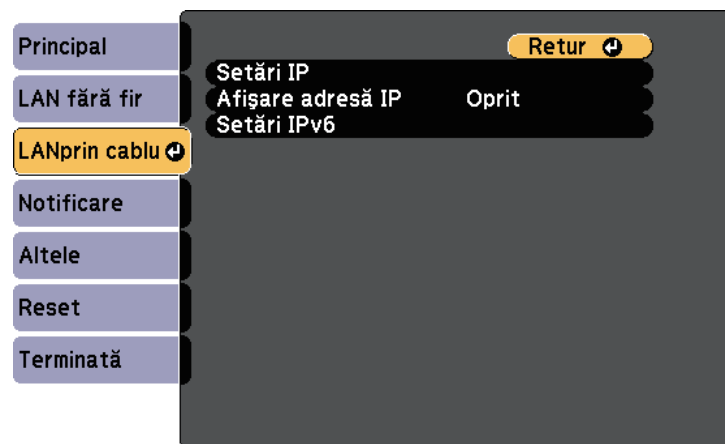 Principal
LAN fără fir
LANprin cablu
Notificare
Altele
Reset
Terminată
Retur
Setări IP
Afişare adresă IP Oprit
Setări IPv6